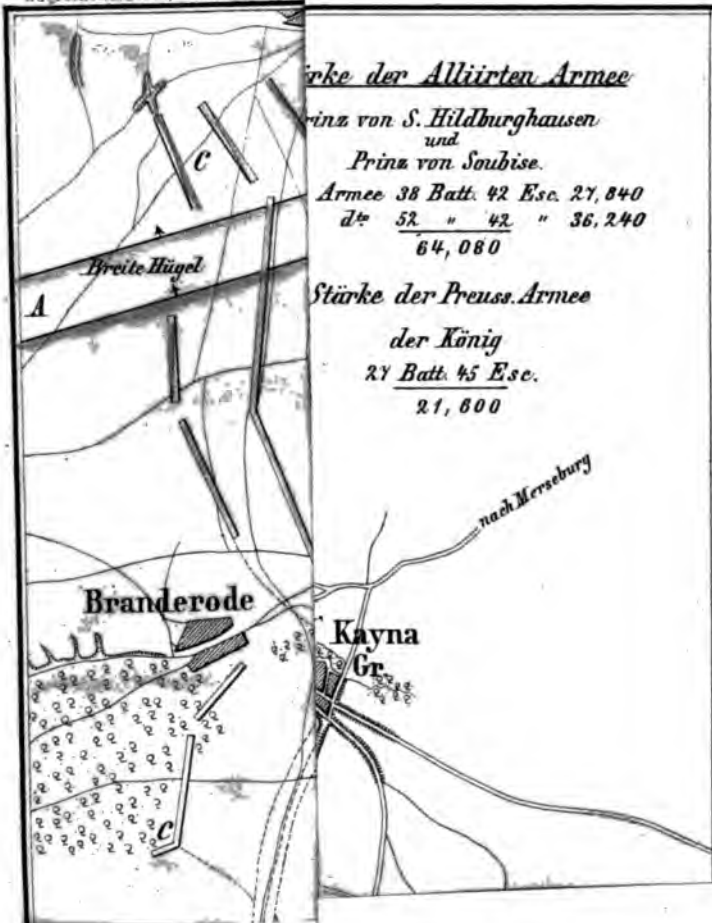 C
Breite Hügel
A
Branderode
C
rke der Alliirten Armee
rinz von S. Hildburghausen
und
Prinz von Soubise.
Armee 38 Batt. 42 Esc. 27,840
dto 52 " 42 " 36,240
64,080
Stärke der Preuss. Armee
der König
27 Batt. 45 Esc.
21,600
nach Merseburg
Kayna
Gr.